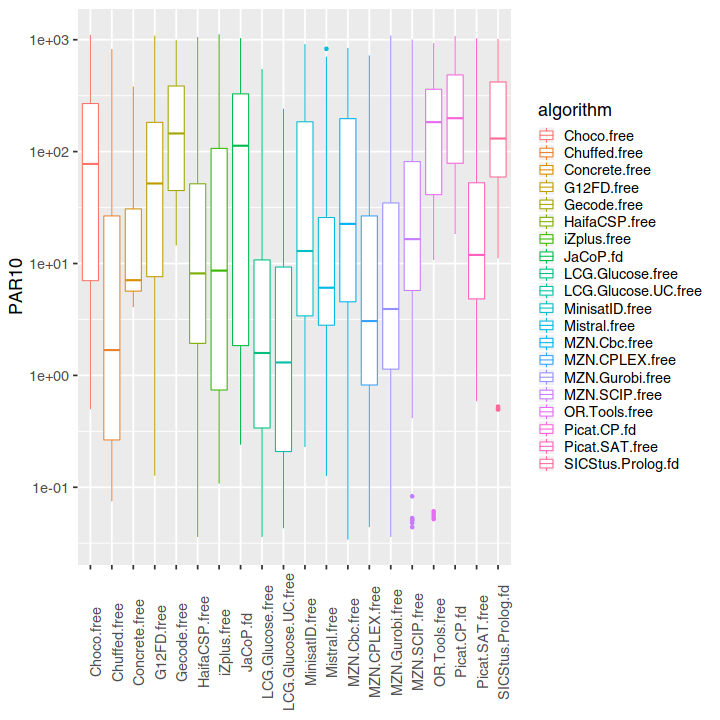 PAR10
1e+03
1e+02
1e+01
1e+00
1e-01
Choco.free
Chuffed.free
Concrete.free
G12FD.free
Gecode.free
HaifaCSP.free
iZplus.free
JaCoP.fd
LCG.Glucose.free
LCG.Glucose.UC.free
MinisatID.free
Mistral.free
MZN.Cbc.free
MZN.CPLEX.free
MZN.Gurobi.free
MZN.SCIP.free
OR.Tools.free
Picat.CP.fd
Picat.SAT.free
SICStus.Prolog.fd
algorithm
Choco.free
Chuffed.free
Concrete.free
G12FD.free
Gecode.free
HaifaCSP.free
iZplus.free
JaCoP.fd
LCG.Glucose.free
LCG.Glucose.UC.free
MinisatID.free
Mistral.free
MZN.Cbc.free
MZN.CPLEX.free
MZN.Gurobi.free
MZN.SCIP.free
OR.Tools.free
Picat.CP.fd
Picat.SAT.free
SICStus.Prolog.fd